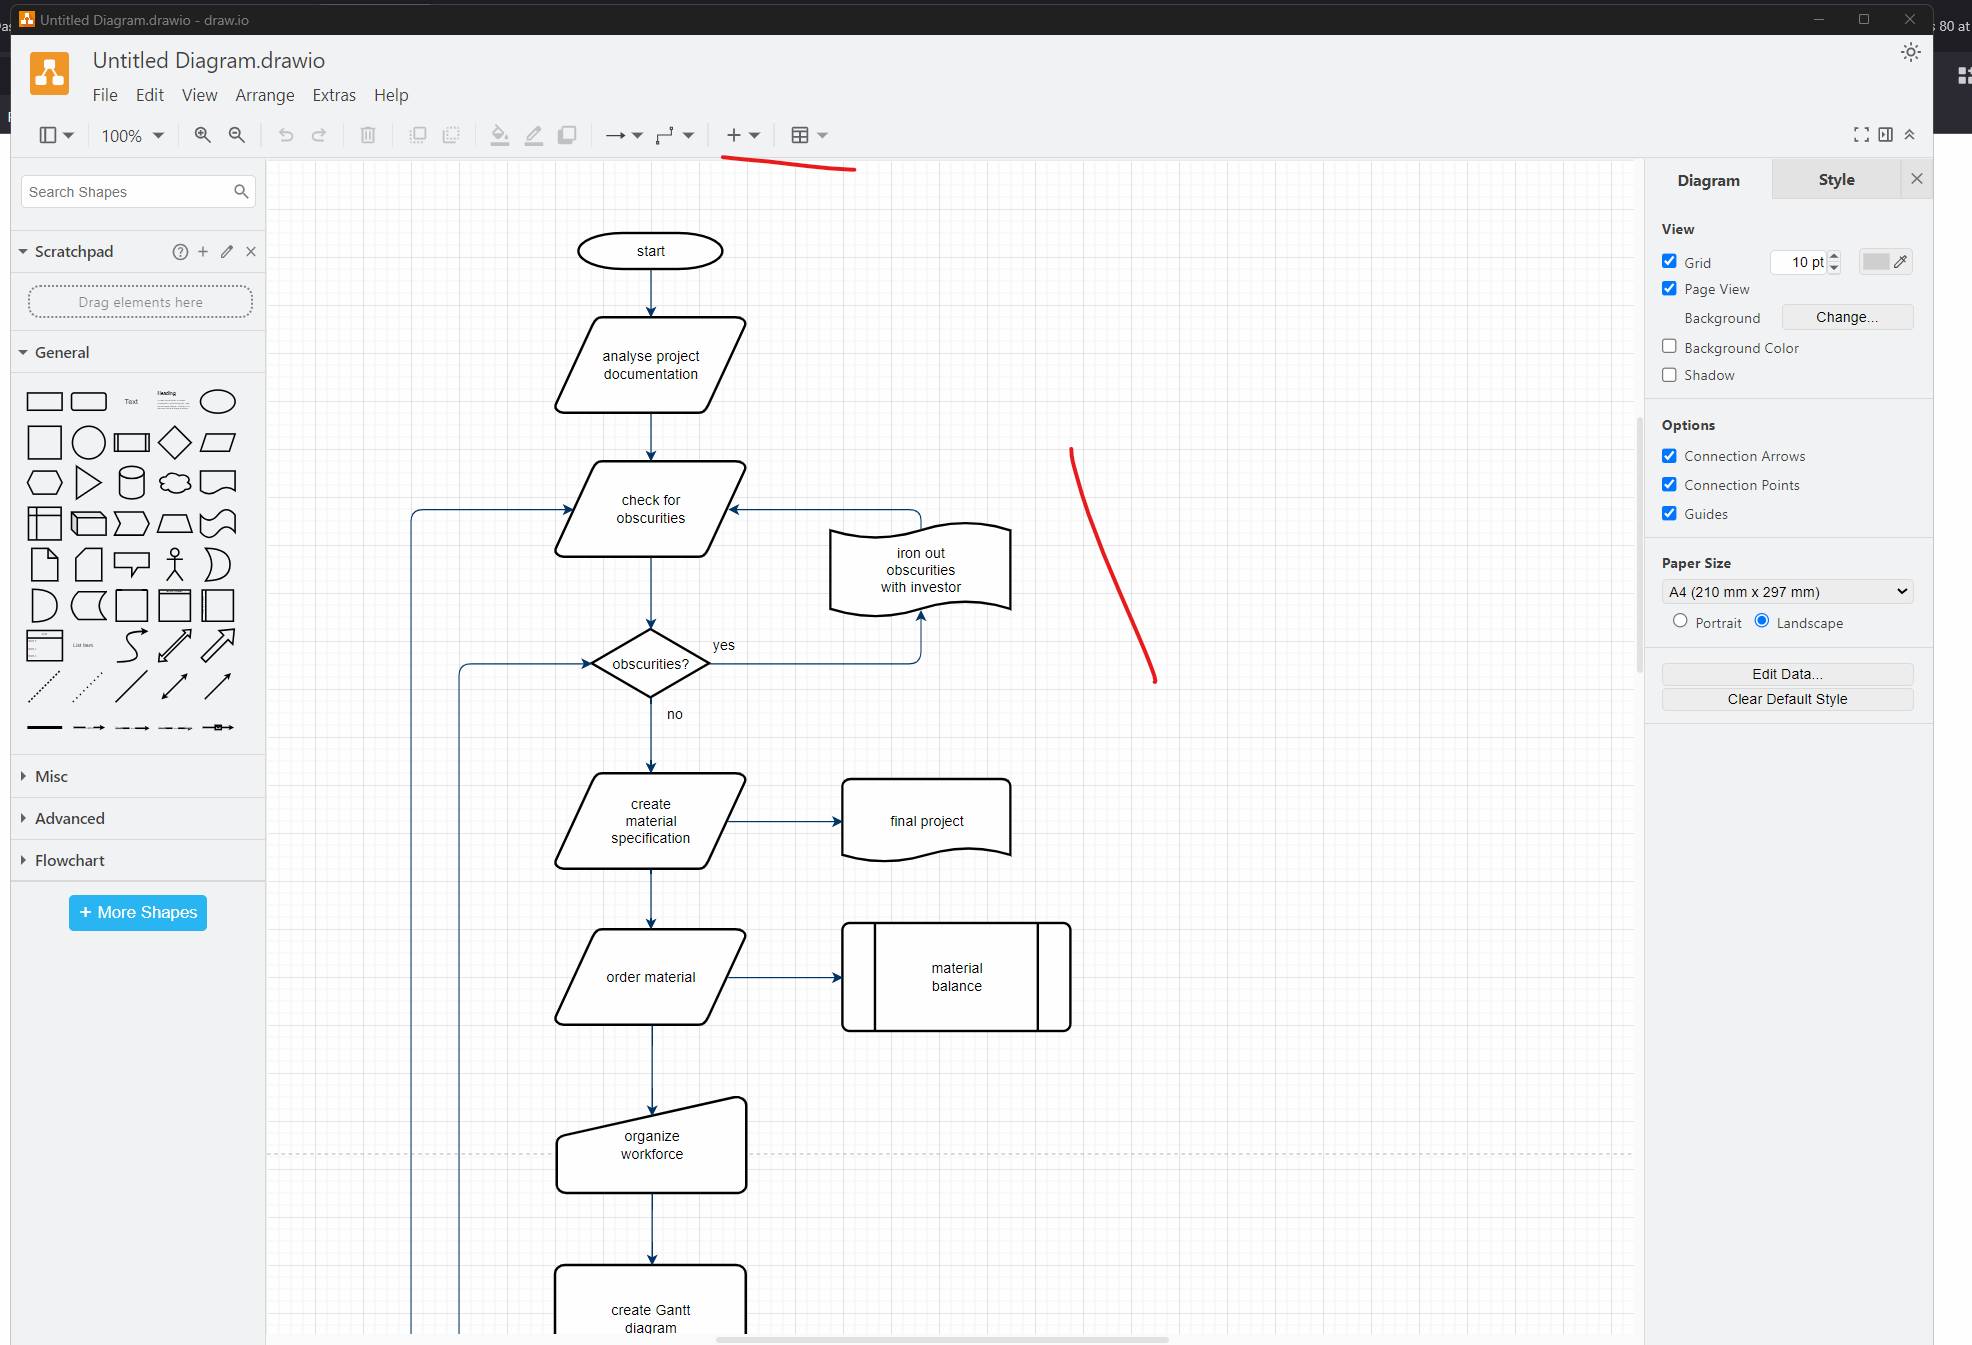 Untitled Diagram.drawio - draw.io
80 at
Untitled Diagram.drawio
File Edit View Arrange Extras Help
100%
Search Shapes
Scratchpad
Drag elements here
General
Text
Heading
List Item
Misc
Advanced
Flowchart
+ More Shapes
start
analyse project
documentation
check for
obscurities
iron out
obscurities
with investor
obscurities?
yes
no
create
material
specification
final project
order material
material
balance
organize
workforce
create Gantt
diagram
Diagram Style
View
Grid 10 pt
Page View
Background Change...
Background Color
Shadow
Options
Connection Arrows
Connection Points
Guides
Paper Size
A4 (210 mm x 297 mm)
Portrait Landscape
Edit Data...
Clear Default Style